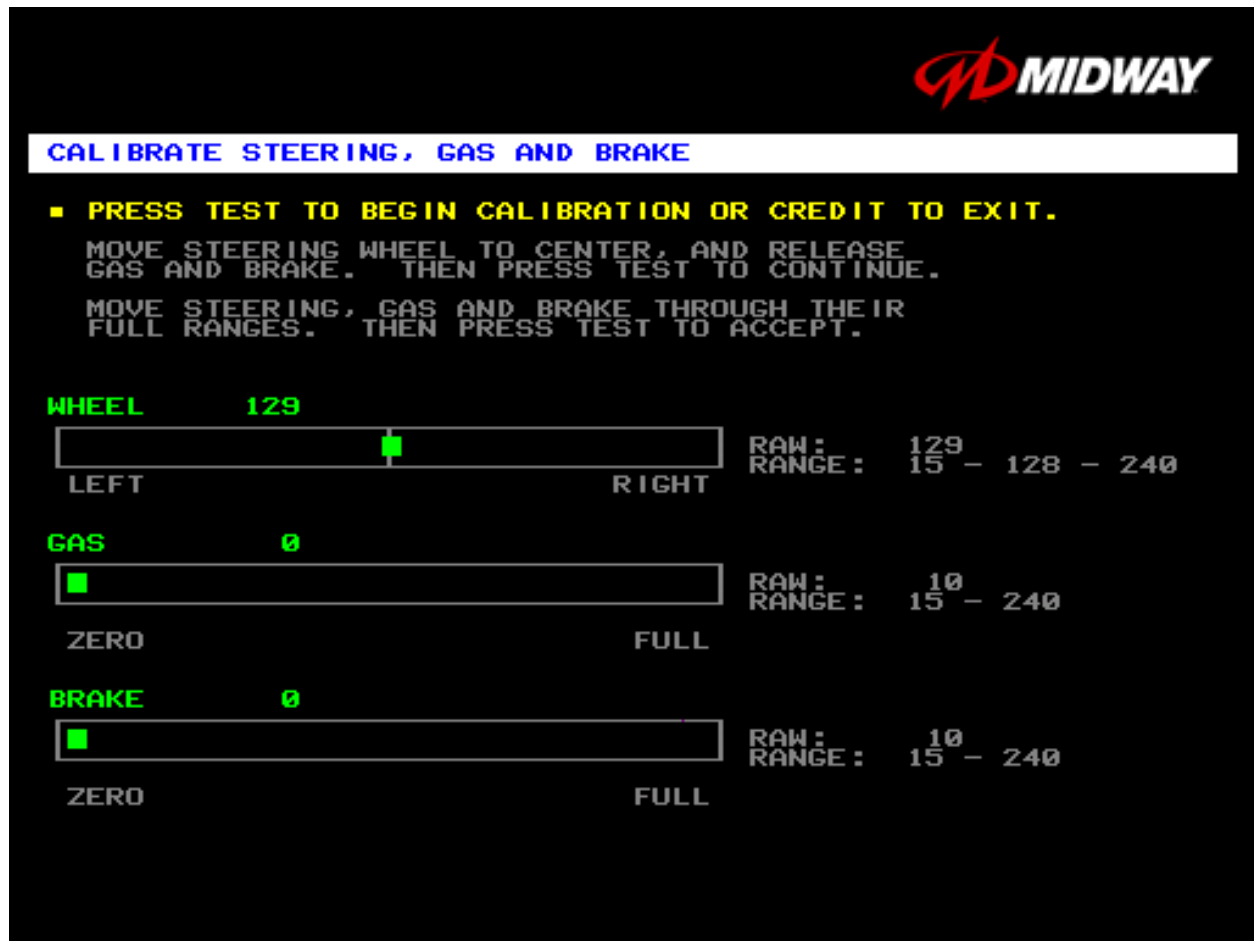 MIDWAY
CALIBRATE STEERING, GAS AND BRAKE
PRESS TEST TO BEGIN CALIBRATION OR CREDIT TO EXIT.
MOVE STEERING WHEEL TO CENTER, AND RELEASE
GAS AND BRAKE. THEN PRESS TEST TO CONTINUE.
MOVE STEERING, GAS AND BRAKE THROUGH THEIR
FULL RANGES. THEN PRESS TEST TO ACCEPT.
WHEEL 129
RAW: 129
RANGE: 15 - 128 - 240
LEFT RIGHT
GAS 0
RAW: 10
RANGE: 15 - 240
ZERO FULL
BRAKE 0
RAW: 10
RANGE: 15 - 240
ZERO FULL